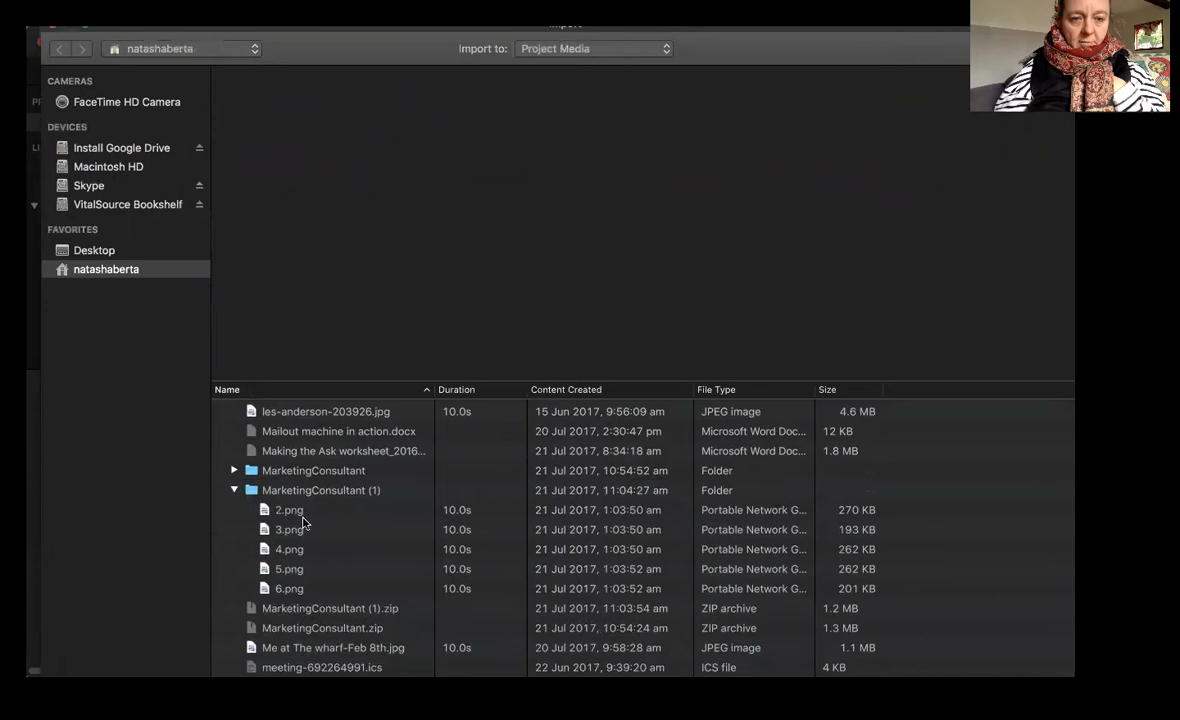 natashaberta Import to: Project Media
CAMERAS
FaceTime HD Camera
DEVICES
Install Google Drive
Macintosh HD
Skype
VitalSource Bookshelf
FAVORITES
Desktop
natashaberta
Name Duration Content Created File Type Size
les-anderson-203926.jpg 10.0s 15 Jun 2017, 9:56:09 am JPEG image 4.6 MB
Mailout machine in action.docx 20 Jul 2017, 2:30:47 pm Microsoft Word Doc... 12 KB
Making the Ask worksheet_2016... 21 Jul 2017, 8:34:18 am Microsoft Word Doc... 1.8 MB
MarketingConsultant 21 Jul 2017, 10:54:52 am Folder
MarketingConsultant (1) 21 Jul 2017, 11:04:27 am Folder
2.png 10.0s 21 Jul 2017, 1:03:50 am Portable Network G... 270 KB
3.png 10.0s 21 Jul 2017, 1:03:50 am Portable Network G... 193 KB
4.png 10.0s 21 Jul 2017, 1:03:50 am Portable Network G... 262 KB
5.png 10.0s 21 Jul 2017, 1:03:52 am Portable Network G... 262 KB
6.png 10.0s 21 Jul 2017, 1:03:52 am Portable Network G... 201 KB
MarketingConsultant (1).zip 21 Jul 2017, 11:03:54 am ZIP archive 1.2 MB
MarketingConsultant.zip 21 Jul 2017, 10:54:24 am ZIP archive 1.3 MB
Me at The wharf-Feb 8th.jpg 10.0s 20 Jul 2017, 9:58:28 am JPEG image 1.1 MB
meeting-692264991.ics 22 Jun 2017, 9:39:20 am ICS file 4 KB